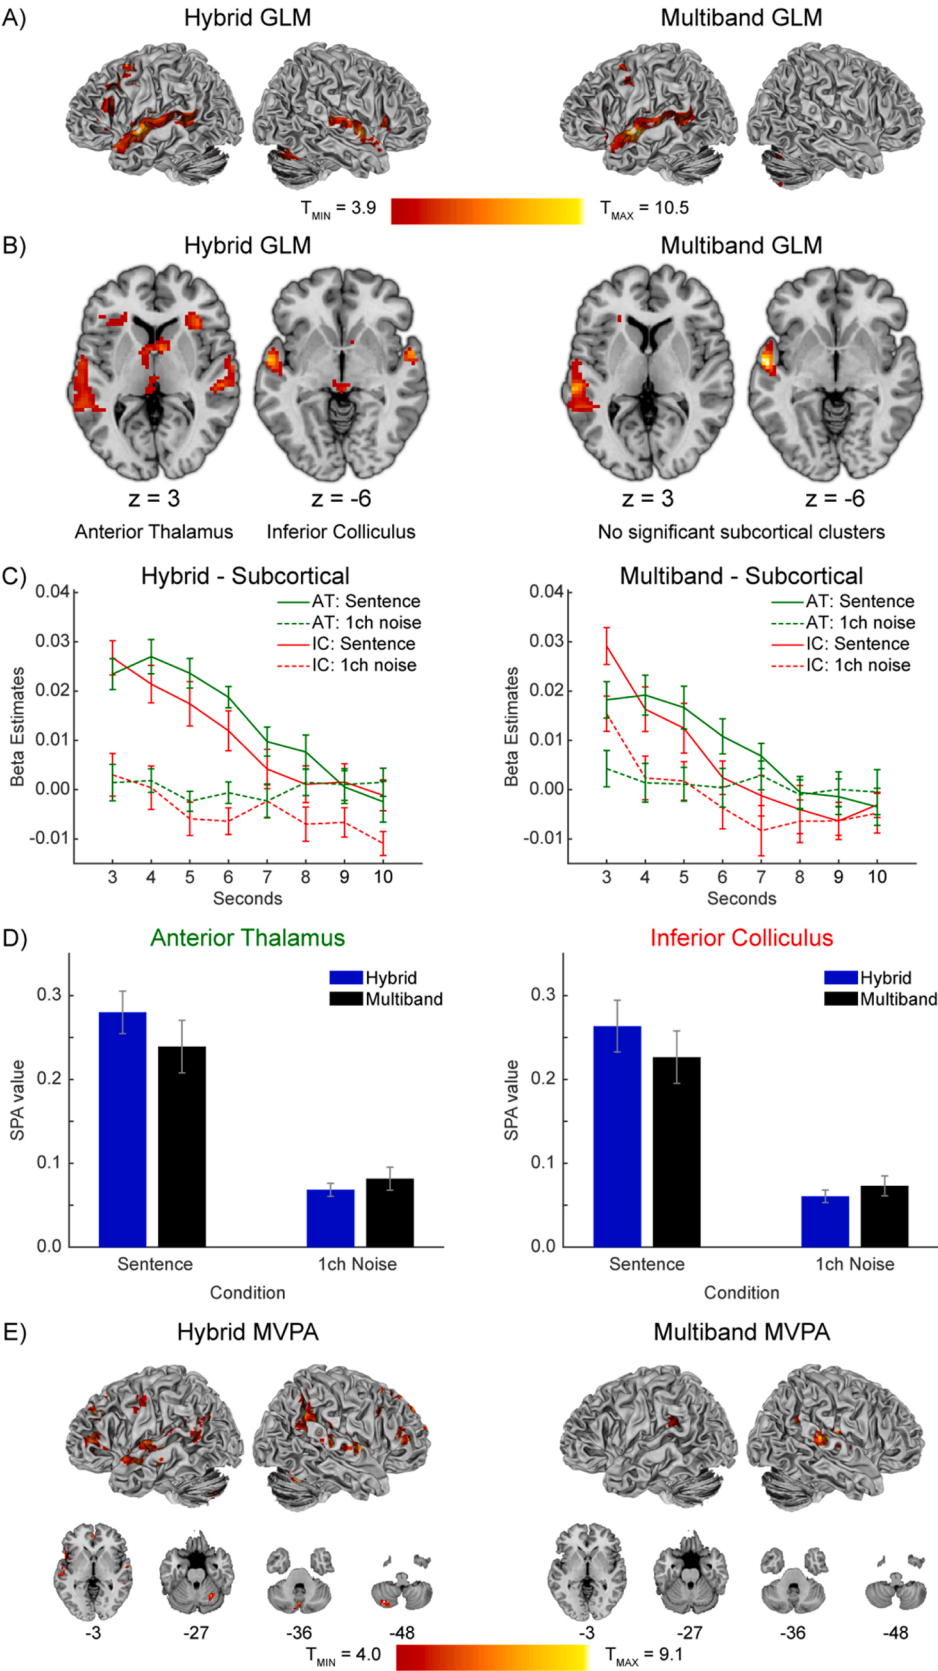 A) Hybrid GLM Multiband GLM
TMIN = 3.9 TMAX = 10.5
B) Hybrid GLM Multiband GLM
z = 3 z = -6 z = 3 z = -6
Anterior Thalamus Inferior Colliculus No significant subcortical clusters
C) Hybrid - Subcortical
0.04
0.03
0.02
0.01
0.00
-0.01
Beta Estimates
AT: Sentence
AT: 1ch noise
IC: Sentence
IC: 1ch noise
3 4 5 6 7 8 9 10
Seconds
Multiband - Subcortical
0.04
0.03
0.02
0.01
0.00
-0.01
Beta Estimates
AT: Sentence
AT: 1ch noise
IC: Sentence
IC: 1ch noise
3 4 5 6 7 8 9 10
Seconds
D) Anterior Thalamus
Hybrid
Multiband
0.3
0.2
0.1
0.0
SPA value
Sentence 1ch Noise
Condition
Inferior Colliculus
Hybrid
Multiband
0.3
0.2
0.1
0.0
SPA value
Sentence 1ch Noise
Condition
E) Hybrid MVPA Multiband MVPA
-3 -27 -36 -48 -3 -27 -36 -48
TMIN = 4.0 TMAX = 9.1